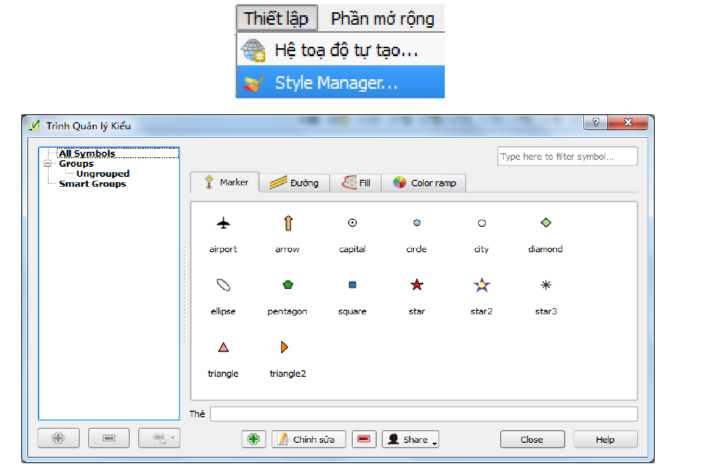 Thiết lập Phần mở rộng
Hệ toạ độ tự tạo...
Style Manager...
Trình Quản lý Kiểu
All Symbols
Groups
Ungrouped
Smart Groups
Type here to filter symbol...
Marker Đường Fill Color ramp
airport arrow capital circle city diamond
ellipse pentagon square star star2 star3
triangle triangle2
Thẻ
Chỉnh sửa Share Close Help